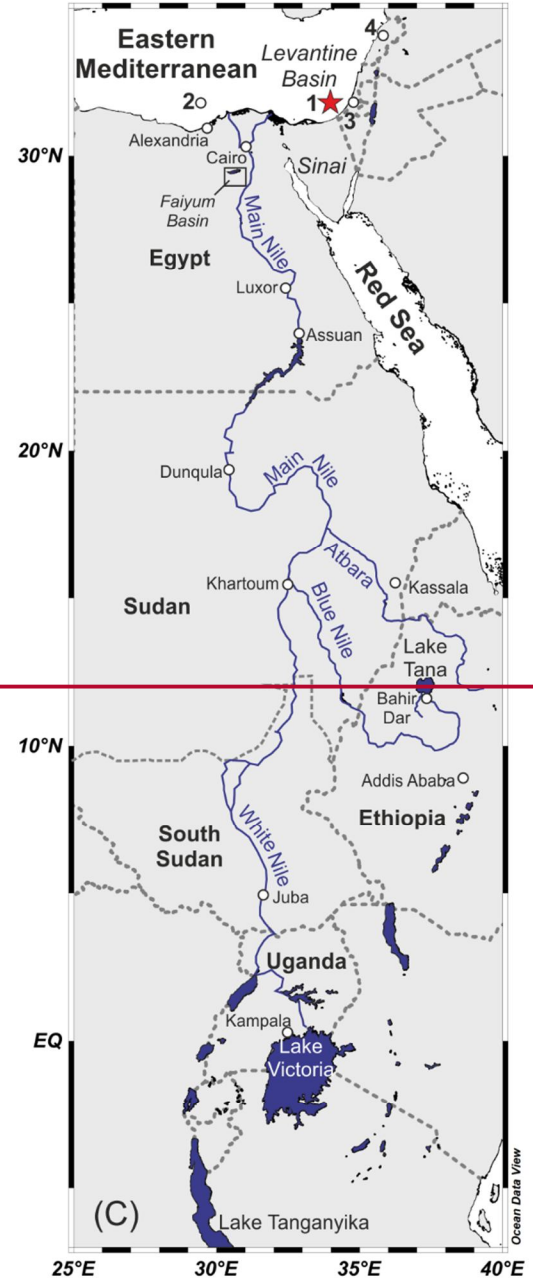 4
Eastern
Mediterranean
Levantine
Basin
2
1
3
Alexandria
30°N
Cairo
Sinai
Faiyum
Basin
Main Nile
Egypt
Red Sea
Luxor
Assuan
20°N
Dunqula
Main Nile
Atbara
Khartoum
Kassala
Blue Nile
Sudan
Lake
Tana
Bahir
Dar
10°N
Addis Ababa
Ethiopia
White Nile
South
Sudan
Juba
Uganda
Kampala
EQ
Lake
Victoria
(C)
Lake Tanganyika
Ocean Data View
25°E
30°E
35°E
40°E